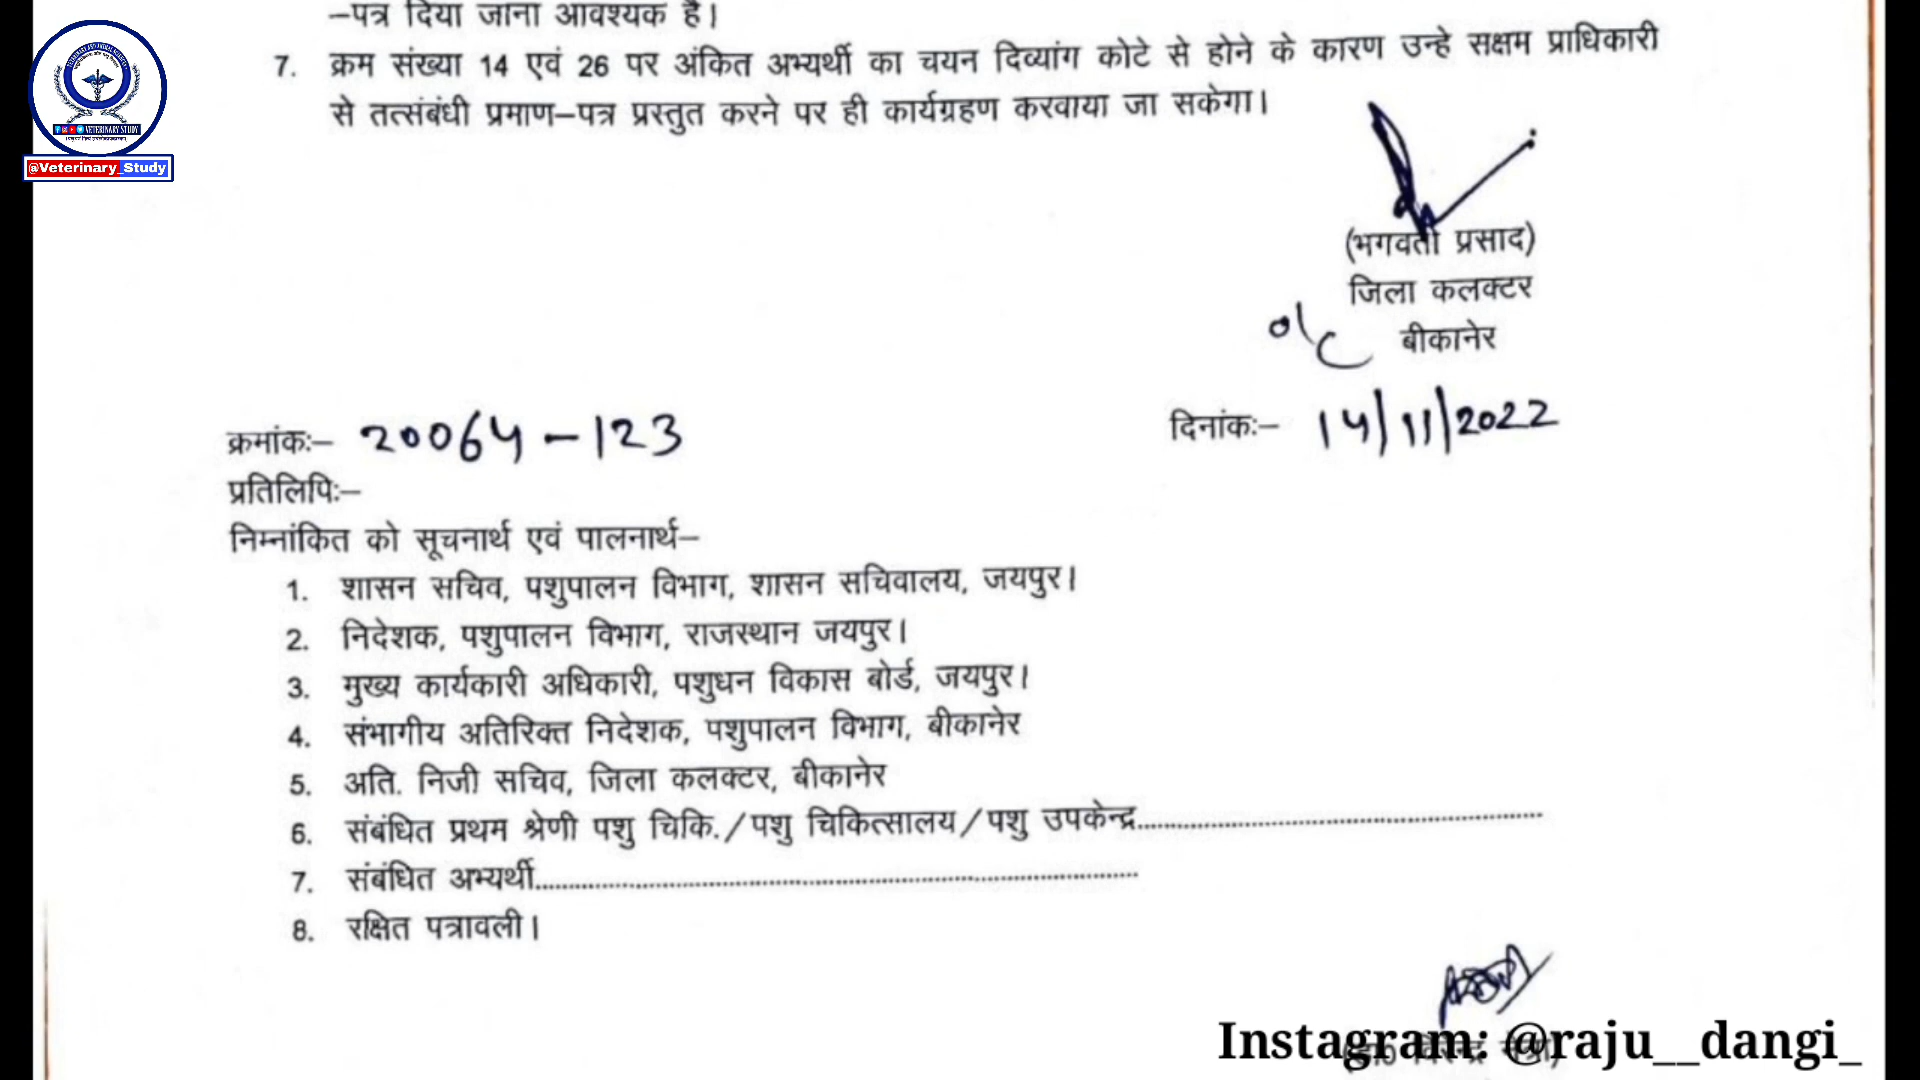 –पत्र दिया जाना आवश्यक है।
7. क्रम संख्या 14 एवं 26 पर अंकित अभ्यर्थी का चयन दिव्यांग कोटे से होने के कारण उन्हे सक्षम प्राधिकारी
से तत्संबंधी प्रमाण–पत्र प्रस्तुत करने पर ही कार्यग्रहण करवाया जा सकेगा।
VETERINARY STUDY
@Veterinary_Study
(भगवती प्रसाद)
जिला कलक्टर
o/c बीकानेर
क्रमांकः– 20064 – 123
दिनांकः– 14/11/2022
प्रतिलिपिः–
निम्नांकित को सूचनार्थ एवं पालनार्थ–
1. शासन सचिव, पशुपालन विभाग, शासन सचिवालय, जयपुर।
2. निदेशक, पशुपालन विभाग, राजस्थान जयपुर।
3. मुख्य कार्यकारी अधिकारी, पशुधन विकास बोर्ड, जयपुर।
4. संभागीय अतिरिक्त निदेशक, पशुपालन विभाग, बीकानेर
5. अति. निजी सचिव, जिला कलक्टर, बीकानेर
6. संबंधित प्रथम श्रेणी पशु चिकि./पशु चिकित्सालय/पशु उपकेन्द्र....................
7. संबंधित अभ्यर्थी....................
8. रक्षित पत्रावली।
Instagram: @raju__dangi_